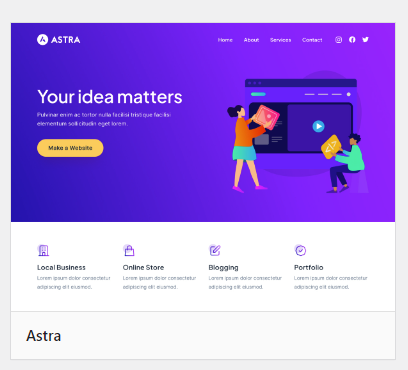 ASTRA
Home About Services Contact
Your idea matters
Pulvinar enim ac tortor nulla facilisi tristique facilisi
elementum sollicitudin eget lorem.
Make a Website
Local Business
Lorem ipsum dolor consectetur
adipiscing elit eiusmod.
Online Store
Lorem ipsum dolor consectetur
adipiscing elit eiusmod.
Blogging
Lorem ipsum dolor consectetur
adipiscing elit eiusmod.
Portfolio
Lorem ipsum dolor consectetur
adipiscing elit eiusmod.
Astra